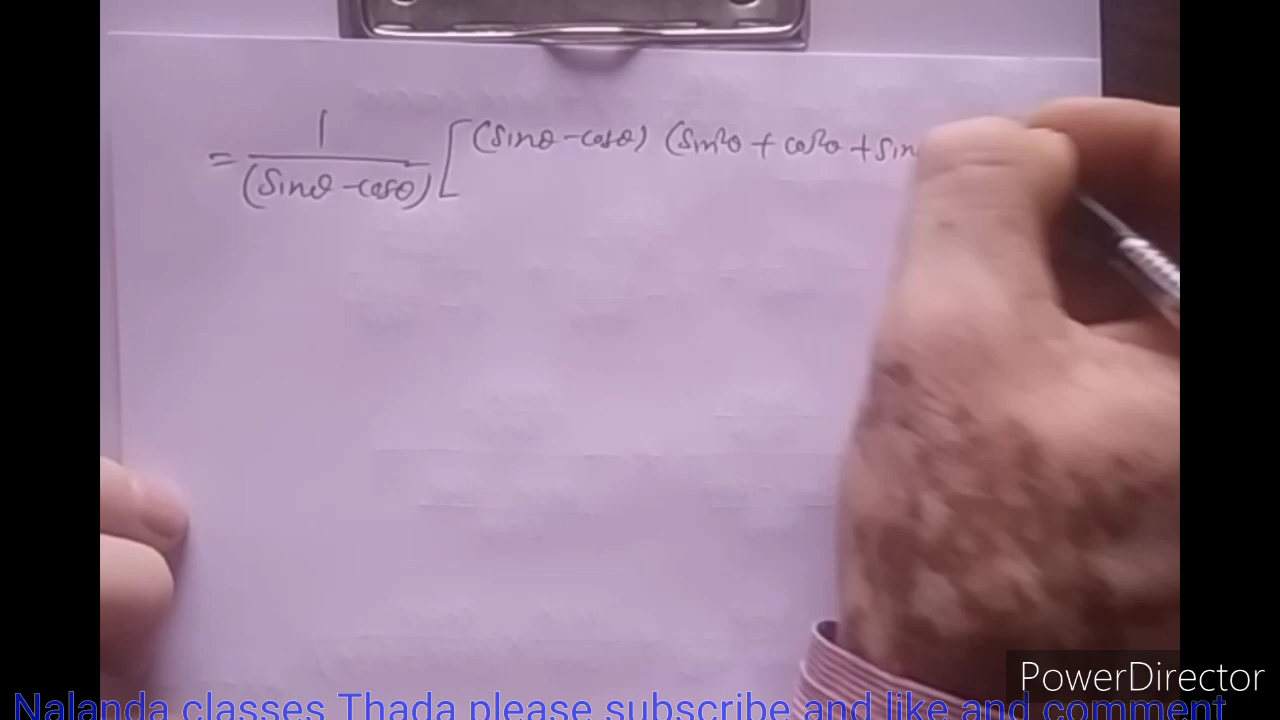 = 1/(sinθ - cosθ) [ (sinθ - cosθ) (sin²θ + cos²θ + sin
PowerDirector
Nalanda classes Thada please subscribe and like and comment